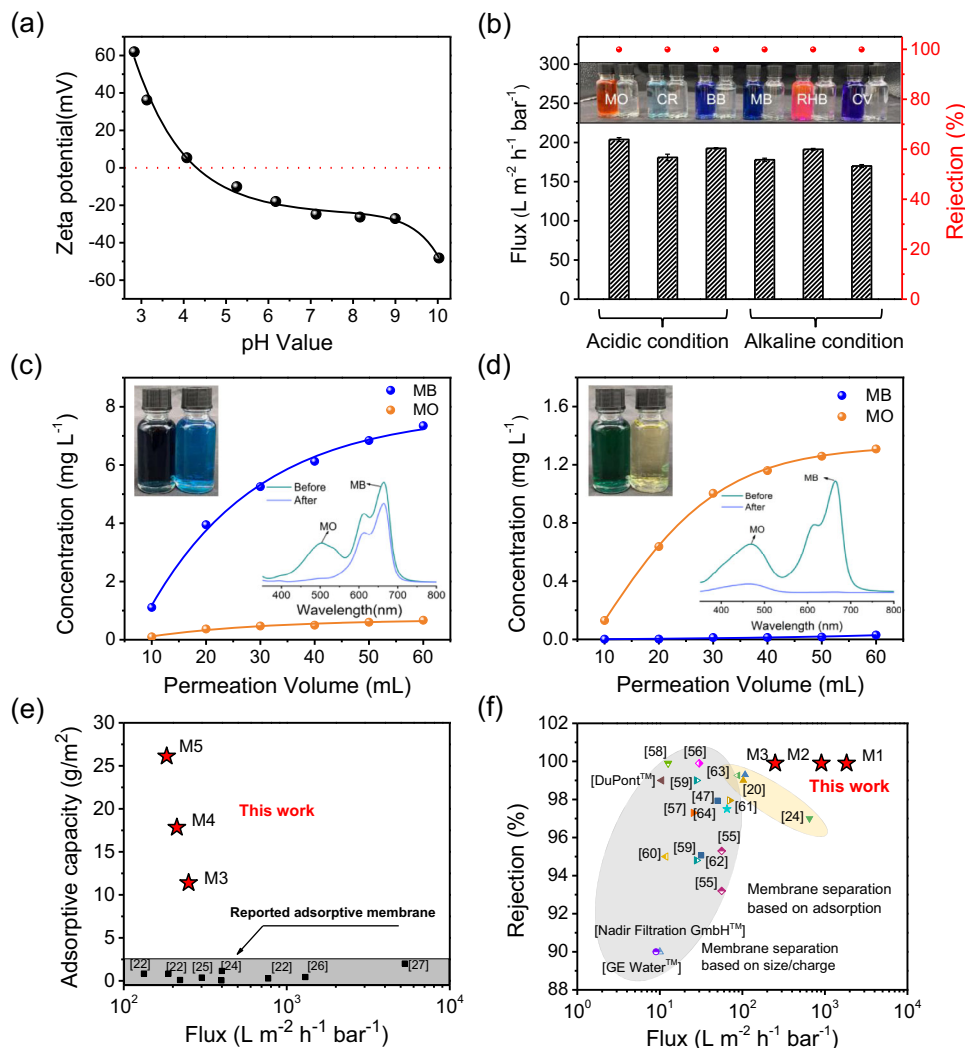 (a)
60
40
20
0
-20
-40
-60
Zeta potential(mV)
3 4 5 6 7 8 9 10
pH Value
(b)
300
250
200
150
100
50
0
Flux (L m⁻² h⁻¹ bar⁻¹)
MO CR BB MB RHB CV
100
80
60
40
20
0
Rejection (%)
Acidic condition Alkaline condition
(c)
8
6
4
2
0
Concentration (mg L⁻¹)
MB
MO
Before
After
MO
MB
400 500 600 700 800
Wavelength(nm)
10 20 30 40 50 60
Permeation Volume (mL)
(d)
1.6
1.2
0.8
0.4
0.0
Concentration (mg L⁻¹)
MB
MO
Before
After
MO
MB
400 500 600 700 800
Wavelength (nm)
10 20 30 40 50 60
Permeation Volume (mL)
(e)
30
25
20
15
10
5
0
Adsorptive capacity (g/m²)
M5
M4
M3
This work
Reported adsorptive membrane
[22] [22] [25] [24] [22] [26] [27]
10² 10³ 10⁴
Flux (L m⁻² h⁻¹ bar⁻¹)
(f)
104
102
100
98
96
94
92
90
88
Rejection (%)
M3 M2 M1
This work
[58] [56]
[DuPont™] [59] [63]
[47] [20]
[57] [64] [61] [24]
[60] [59] [55]
[62]
[55]
Membrane separation
based on adsorption
[Nadir Filtration GmbH™]
[GE Water™]
Membrane separation
based on size/charge
10⁰ 10¹ 10² 10³ 10⁴
Flux (L m⁻² h⁻¹ bar⁻¹)